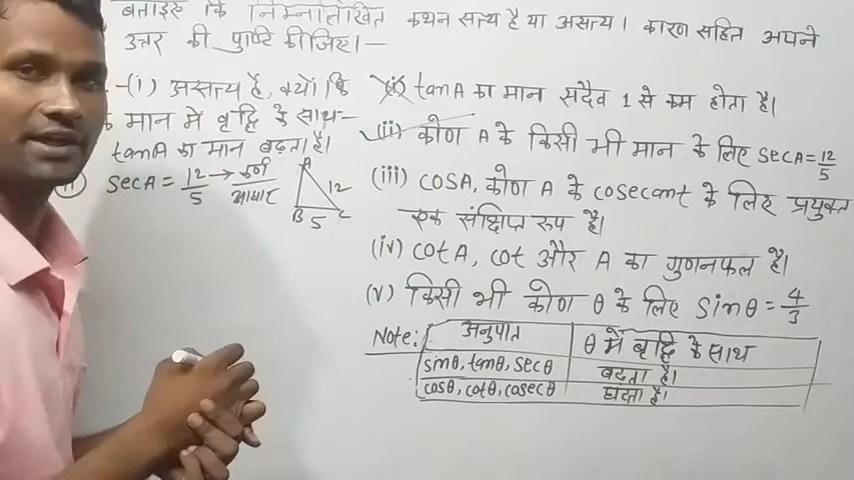 बताइए कि निम्नलिखित कथन सत्य है या असत्य। कारण सहित अपने
उत्तर की पुष्टि कीजिए।—
-(i) असत्य है, क्यों कि
के मान मे वृद्धि के साथ-
tanA का मान बढ़ता है।
secA = 12/5 → कर्ण/आधार
A
12
B 5 C
(i) tanA का मान सदैव 1 से कम होता है।
(ii) कोण A के किसी भी मान के लिए secA=12/5
(iii) cosA, कोण A के cosecant के लिए प्रयुक्त
एक संक्षिप्त रूप है।
(iv) cotA, cot और A का गुणनफल है।
(v) किसी भी कोण θ के लिए sinθ = 4/3
Note:
अनुपात θ में वृद्धि के साथ
sinθ, tanθ, secθ बढ़ता है।
cosθ, cotθ, cosecθ घटता है।